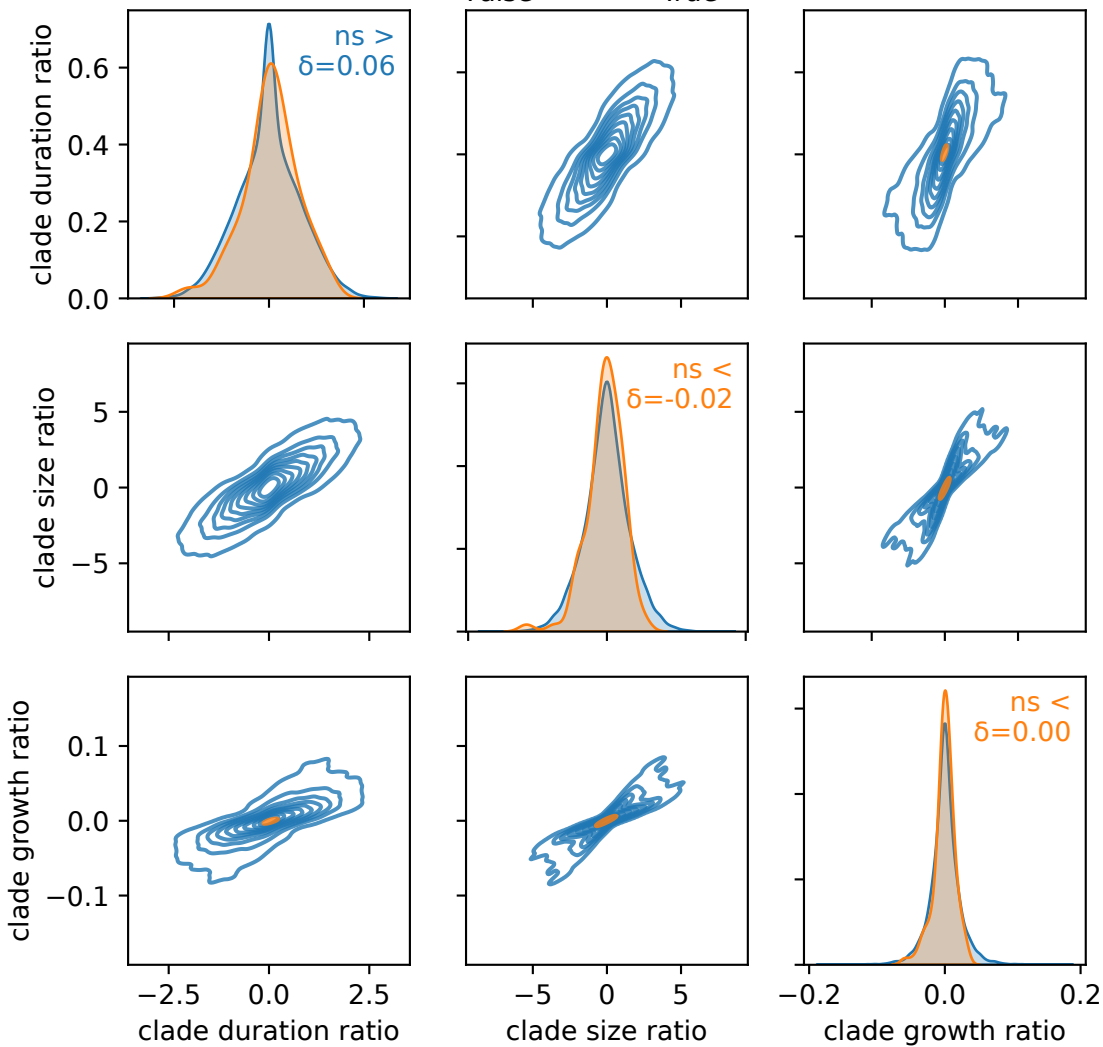 clade duration ratio
0.6
0.4
0.2
0.0
ns >
δ=0.06
clade size ratio
5
0
−5
ns <
δ=-0.02
clade growth ratio
0.1
0.0
−0.1
ns <
δ=0.00
−2.5 0.0 2.5
−5 0 5
−0.2 0.0 0.2
clade duration ratio
clade size ratio
clade growth ratio